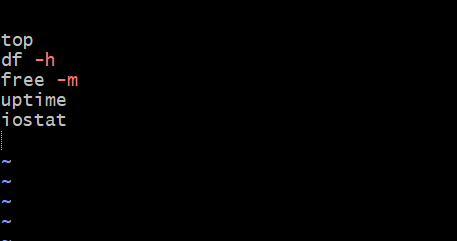 top
df -h
free -m
uptime
iostat
~
~
~
~
~